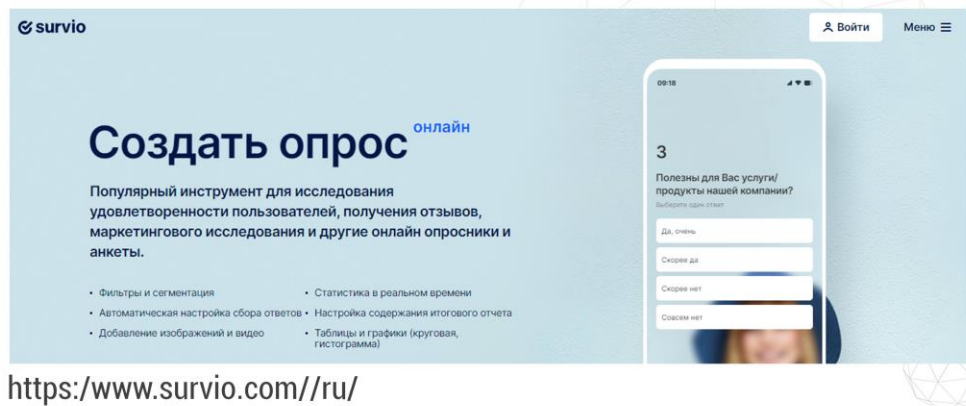 survio
Войти
Меню
Создать опрос онлайн
Популярный инструмент для исследования
удовлетворенности пользователей, получения отзывов,
маркетингового исследования и другие онлайн опросники и
анкеты.
• Фильтры и сегментация
• Автоматическая настройка сбора ответов
• Добавление изображений и видео
• Статистика в реальном времени
• Настройка содержания итогового отчета
• Таблицы и графики (круговая,
гистограмма)
09:18
3
Полезны для Вас услуги/
продукты нашей компании?
Выберите один ответ
Да, очень
Скорее да
Скорее нет
Совсем нет
https:/www.survio.com//ru/